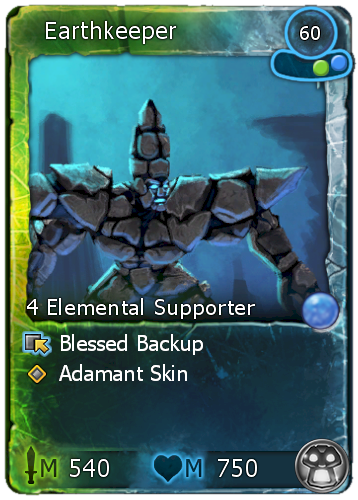 Earthkeeper
60
4 Elemental Supporter
Blessed Backup
Adamant Skin
M 540
M 750